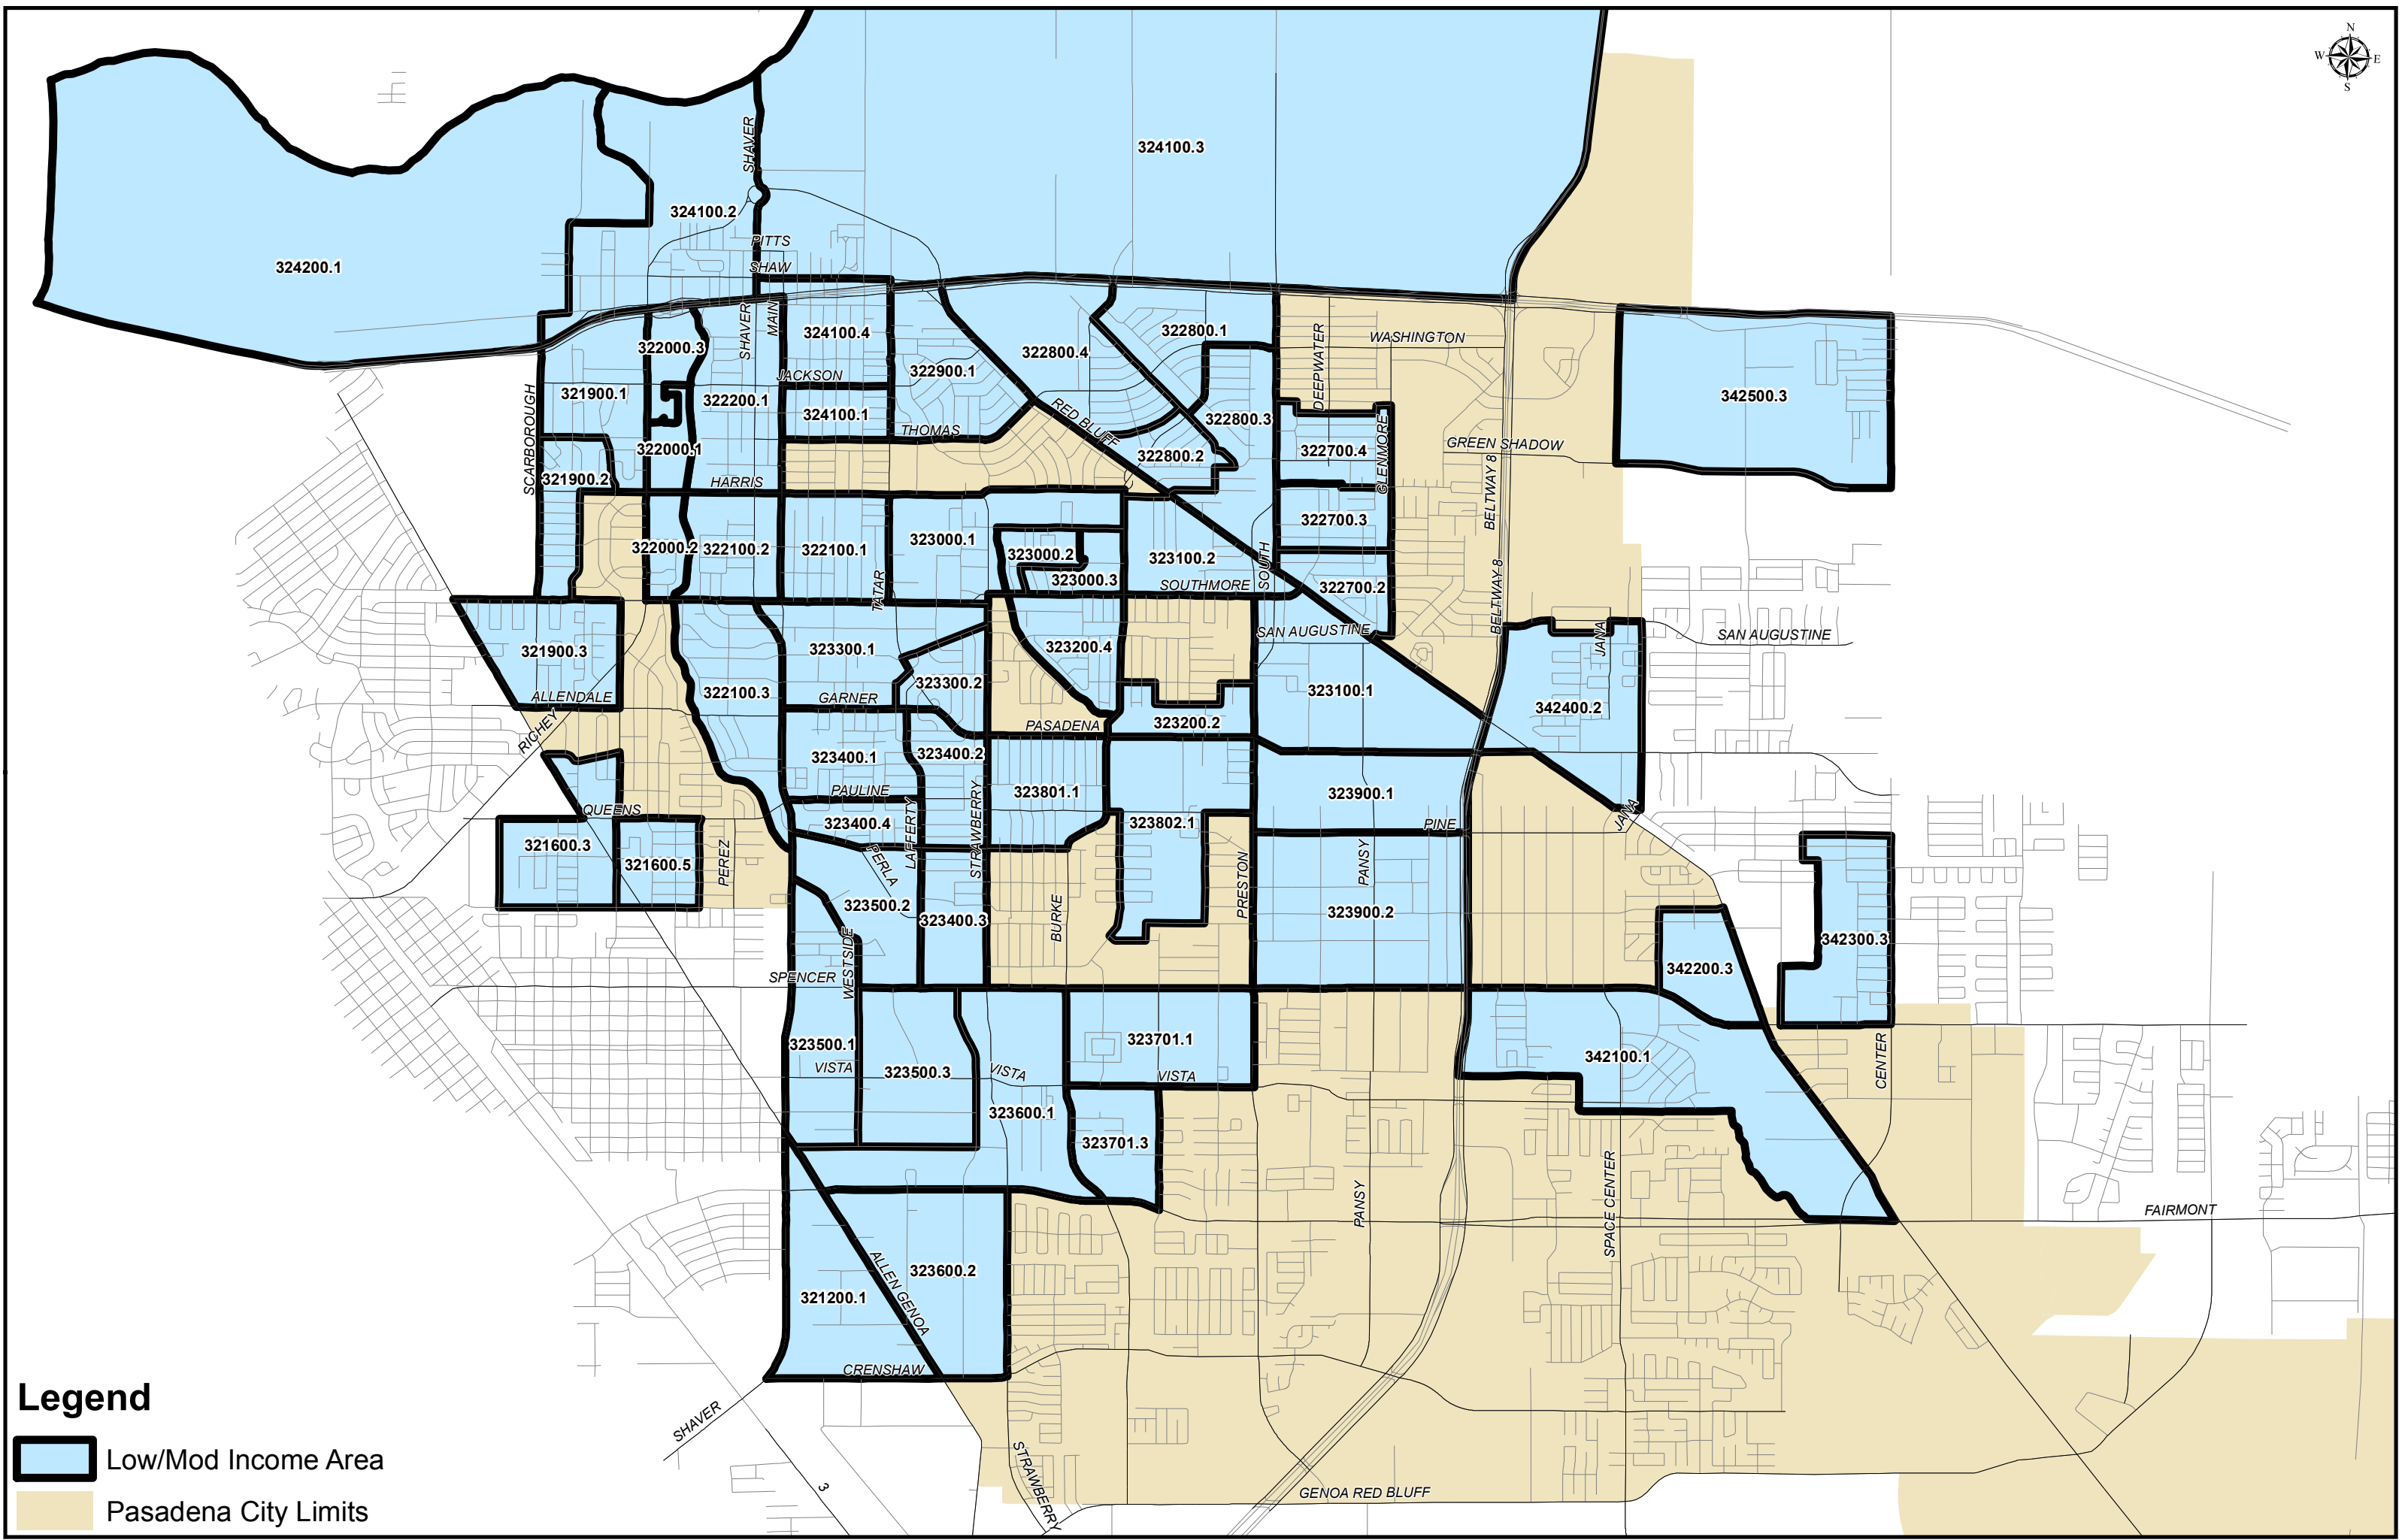 N
W E
S
324100.3
SHAVER
324100.2
PITTS
SHAW
324200.1
MAIN
SHAVER
324100.4
322000.3
322800.1
322800.4
DEEPWATER
WASHINGTON
322900.1
JACKSON
321900.1
322200.1
324100.1
342500.3
SCARBOROUGH
RED BLUFF
322800.3
THOMAS
GLENMORE
GREEN SHADOW
322000.1
322700.4
322800.2
321900.2
HARRIS
BELTWAY 8
322700.3
323000.1
322000.2
322100.2
322100.1
323000.2
323100.2
SOUTH
323000.3
SOUTHMORE
322700.2
TATAR
BELTWAY 8
SAN AUGUSTINE
SAN AUGUSTINE
JANA
321900.3
323300.1
323200.4
323300.2
322100.3
323100.1
ALLENDALE
GARNER
342400.2
RICHEY
PASADENA
323200.2
323400.1
323400.2
PAULINE
323801.1
323900.1
QUEENS
STRAWBERRY
LAFFERTY
323400.4
323802.1
PINE
JANA
321600.3
321600.5
PEREZ
PERLA
PRESTON
PANSY
323500.2
323400.3
BURKE
323900.2
WESTSIDE
342300.3
342200.3
SPENCER
323500.1
323701.1
342100.1
CENTER
VISTA
323500.3
VISTA
VISTA
323600.1
323701.3
PANSY
SPACE CENTER
FAIRMONT
323600.2
ALLEN GENOA
321200.1
CRENSHAW
Legend
SHAVER
Low/Mod Income Area
STRAWBERRY
3
GENOA RED BLUFF
Pasadena City Limits